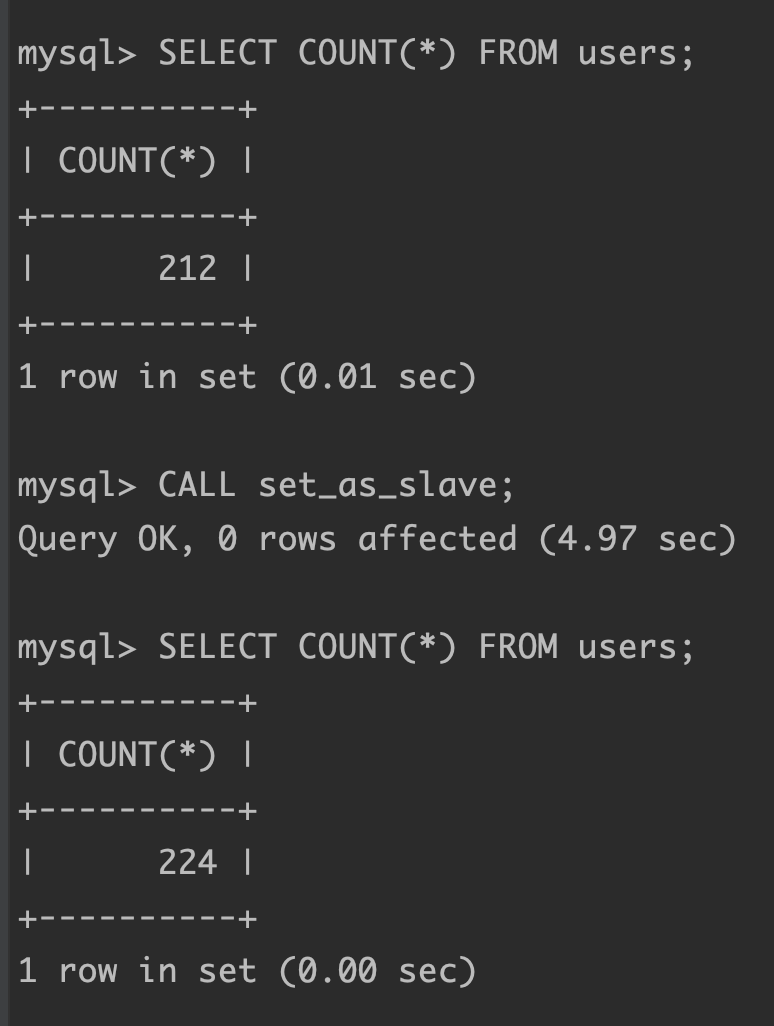 mysql> SELECT COUNT(*) FROM users;
+----------+
| COUNT(*) |
+----------+
|      212 |
+----------+
1 row in set (0.01 sec)

mysql> CALL set_as_slave;
Query OK, 0 rows affected (4.97 sec)

mysql> SELECT COUNT(*) FROM users;
+----------+
| COUNT(*) |
+----------+
|      224 |
+----------+
1 row in set (0.00 sec)